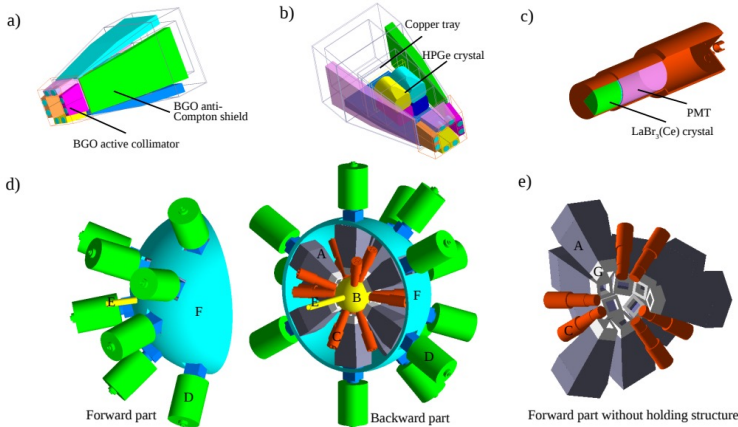 a)
BGO anti-
Compton shield
BGO active collimator
b)
Copper tray
HPGe crystal
c)
PMT
LaBr₃(Ce) crystal
d)
E
F
D
Forward part
A
B
E
F
C
D
Backward part
e)
A
G
C
Forward part without holding structure